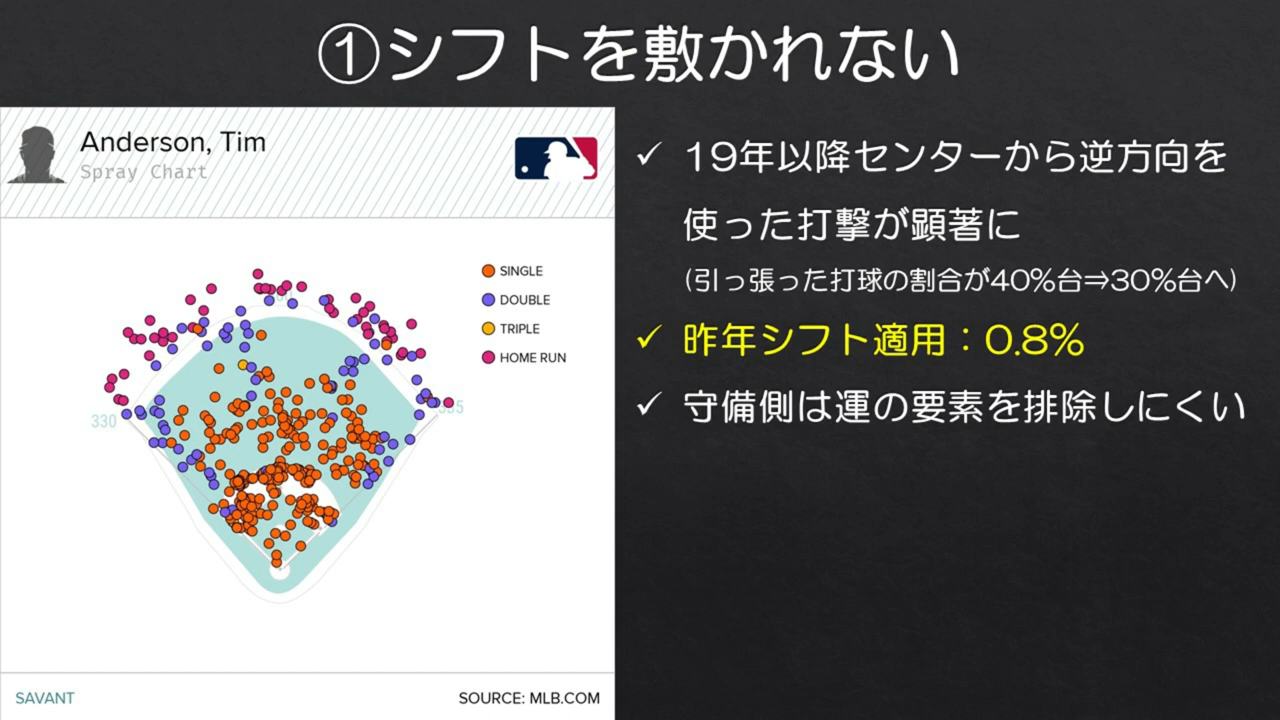 ①シフトを敷かれない
Anderson, Tim
Spray Chart
SINGLE
DOUBLE
TRIPLE
HOME RUN
330
SAVANT
SOURCE: MLB.COM
19年以降センターから逆方向を
使った打撃が顕著に
(引っ張った打球の割合が40%台⇒30%台へ)
昨年シフト適用：0.8%
守備側は運の要素を排除しにくい